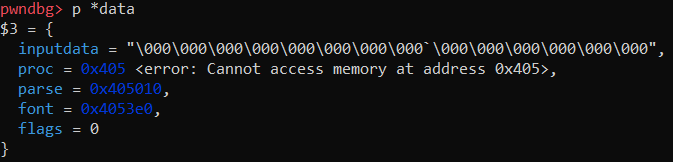 pwndbg> p *data
$3 = {
  inputdata = "\000\000\000\000\000\000\000\000`\000\000\000\000\000\000",
  proc = 0x405 <error: Cannot access memory at address 0x405>,
  parse = 0x405010,
  font = 0x4053e0,
  flags = 0
}